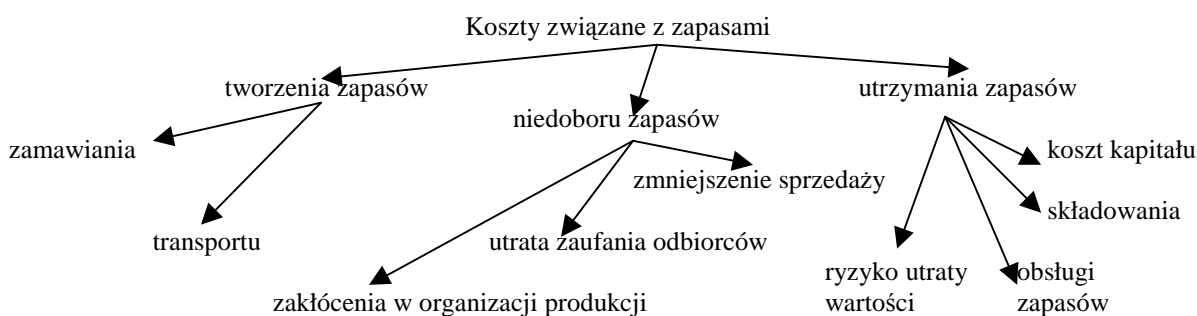 Koszty związane z zapasami
tworzenia zapasów
utrzymania zapasów
niedoboru zapasów
zamawiania
koszt kapitału
zmniejszenie sprzedaży
składowania
transportu
utrata zaufania odbiorców
ryzyko utraty
wartości
obsługi
zapasów
zakłócenia w organizacji produkcji